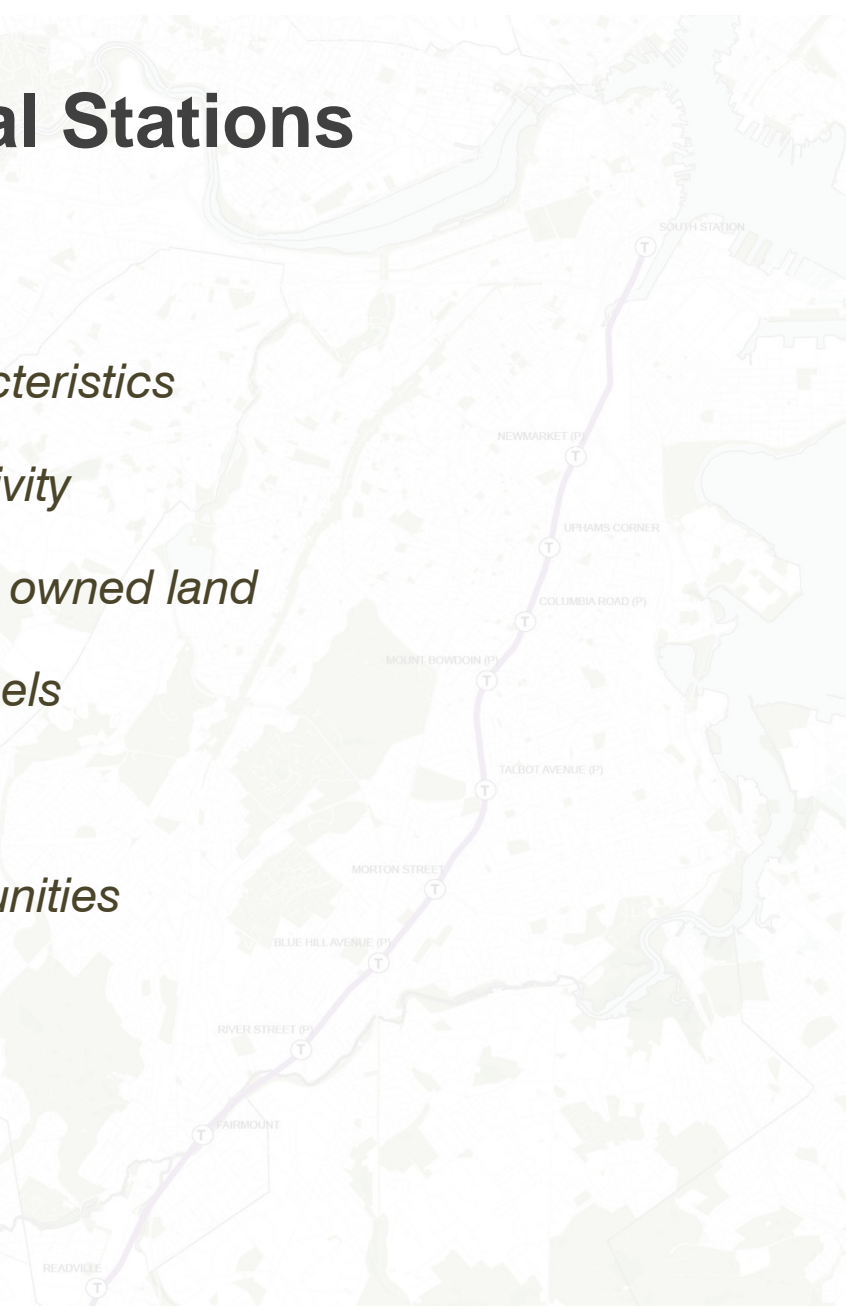 al Stations
cteristics
ivity
owned land
els
unities
SOUTH STATION
T
NEWMARKET (P)
T
UPHAMS CORNER
T
COLUMBIA ROAD (P)
T
MOUNT BOWDOIN (P)
T
TALBOT AVENUE (P)
T
MORTON STREET
T
BLUE HILL AVENUE (P)
T
RIVER STREET (P)
T
FAIRMOUNT
T
READVILLE
T